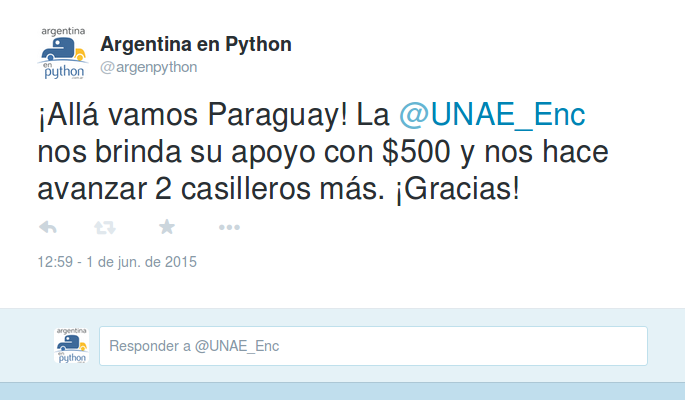 argentina
en
python
Argentina en Python
@argenpython
¡Allá vamos Paraguay! La @UNAE_Enc
nos brinda su apoyo con $500 y nos hace
avanzar 2 casilleros más. ¡Gracias!
12:59 - 1 de jun. de 2015
argentina
en
python
Responder a @UNAE_Enc